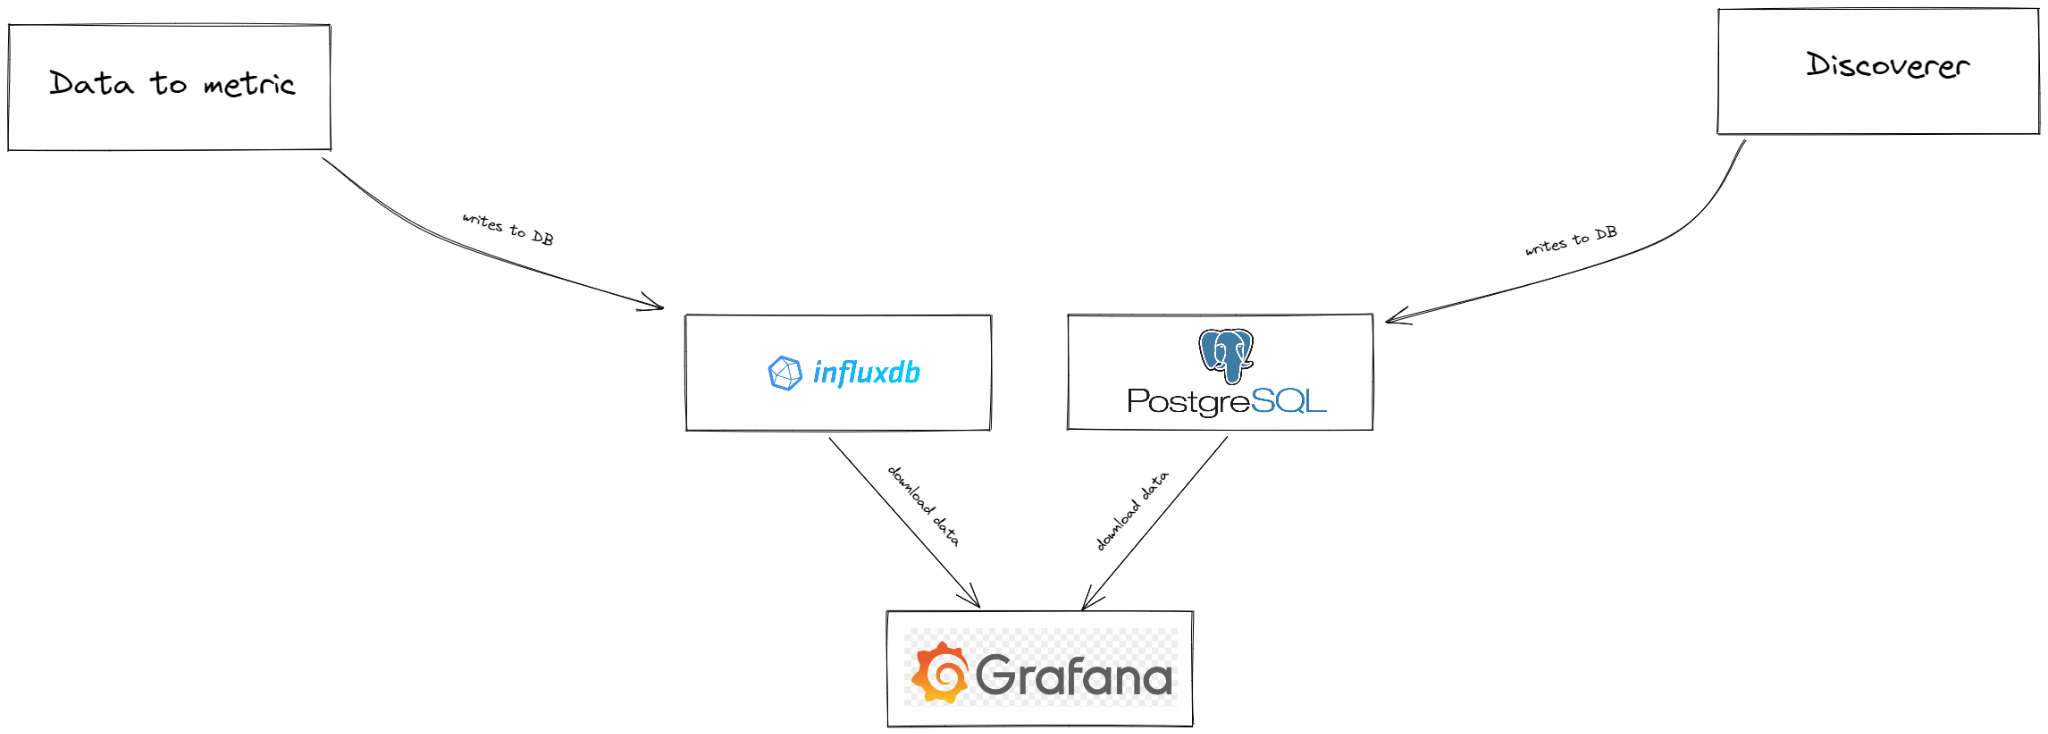 Data to metric
Discoverer
writes to DB
writes to DB
influxdb
PostgreSQL
download data
download data
Grafana